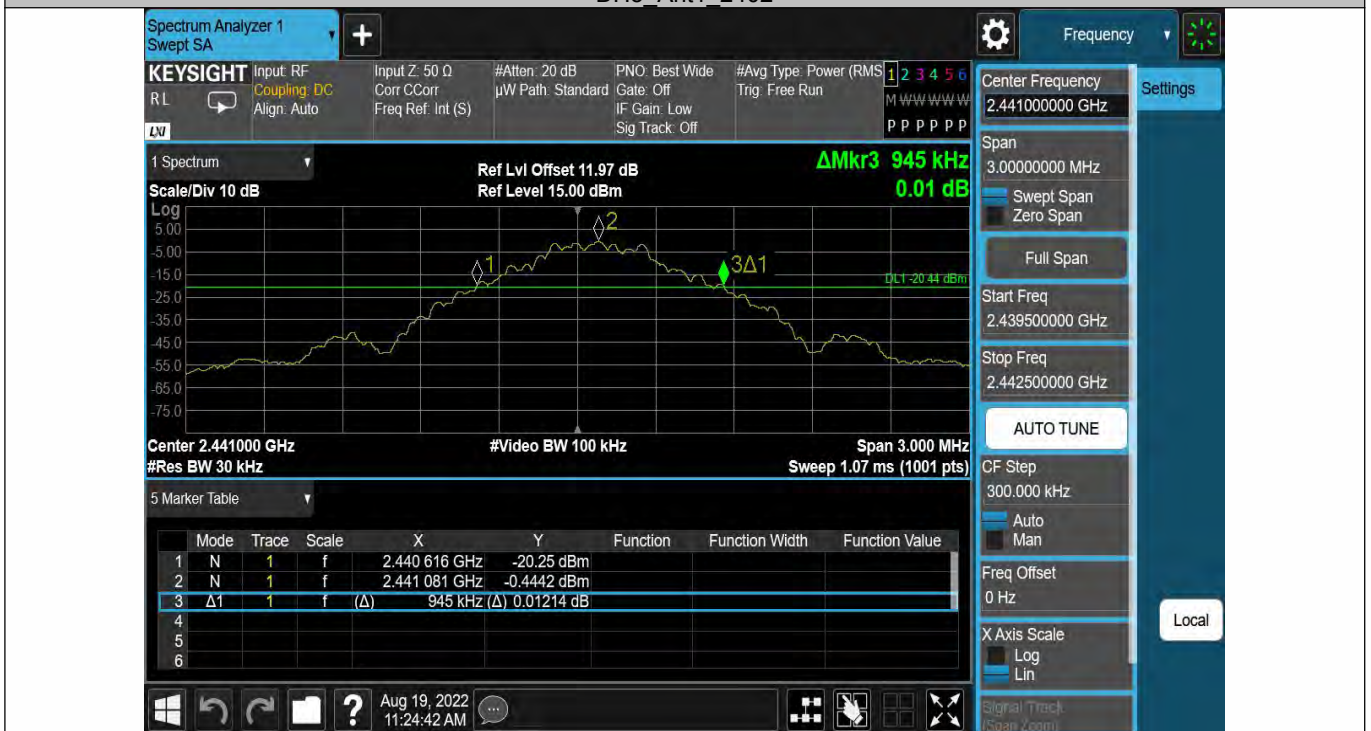 Spectrum Analyzer 1
Swept SA
Frequency
KEYSIGHT
RL
LXI
Input: RF
Coupling: DC
Align: Auto
Input Z: 50 Ω
Corr CCorr
Freq Ref: Int (S)
#Atten: 20 dB
µW Path: Standard
PNO: Best Wide
Gate: Off
IF Gain: Low
Sig Track: Off
#Avg Type: Power (RMS
Trig: Free Run
1 2 3 4 5 6
M W W W W W
P P P P P P
Center Frequency
2.441000000 GHz
Settings
Span
3.00000000 MHz
Swept Span
Zero Span
Full Span
Start Freq
2.439500000 GHz
Stop Freq
2.442500000 GHz
AUTO TUNE
CF Step
300.000 kHz
Auto
Man
Freq Offset
0 Hz
X Axis Scale
Log
Lin
Signal Track
(Span Zoom)
Local
1 Spectrum
Scale/Div 10 dB
Ref Lvl Offset 11.97 dB
Ref Level 15.00 dBm
ΔMkr3 945 kHz
0.01 dB
Log
5.00
-5.00
-15.0
-25.0
-35.0
-45.0
-55.0
-65.0
-75.0
1
2
3Δ1
DL1 -20.44 dBm
Center 2.441000 GHz
#Video BW 100 kHz
Span 3.000 MHz
#Res BW 30 kHz
Sweep 1.07 ms (1001 pts)
5 Marker Table
Mode Trace Scale X Y Function Function Width Function Value
1 N 1 f 2.440 616 GHz -20.25 dBm
2 N 1 f 2.441 081 GHz -0.4442 dBm
3 Δ1 1 f (Δ) 945 kHz (Δ) 0.01214 dB
4
5
6
?
Aug 19, 2022
11:24:42 AM